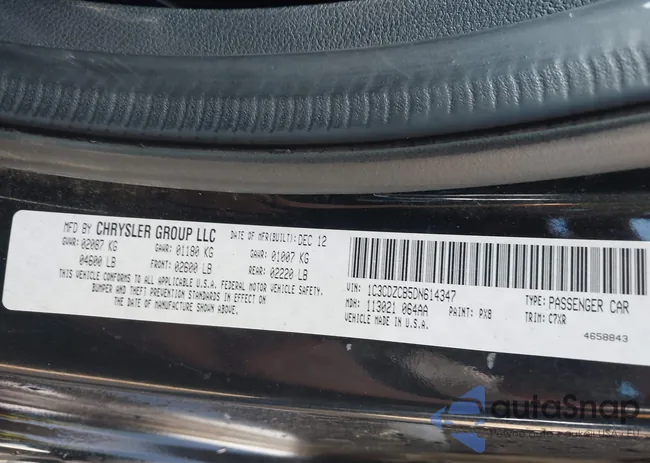 MFD BY CHRYSLER GROUP LLC DATE OF MFR(BUILT): DEC 12
GVWR: 02087 KG GAWR: 01180 KG GAWR: 01007 KG
04600 LB FRONT: 02600 LB REAR: 02220 LB
THIS VEHICLE CONFORMS TO ALL APPLICABLE U.S.A. FEDERAL MOTOR VEHICLE SAFETY,
BUMPER AND THEFT PREVENTION STANDARDS IN EFFECT ON THE
DATE OF MANUFACTURE SHOWN ABOVE.
VIN: 1C3CDZCB5DN614347 TYPE: PASSENGER CAR
MDH: 113021 064AA PAINT: PX8 TRIM: C7XR
VEHICLE MADE IN U.S.A. 4658843
autoSnap